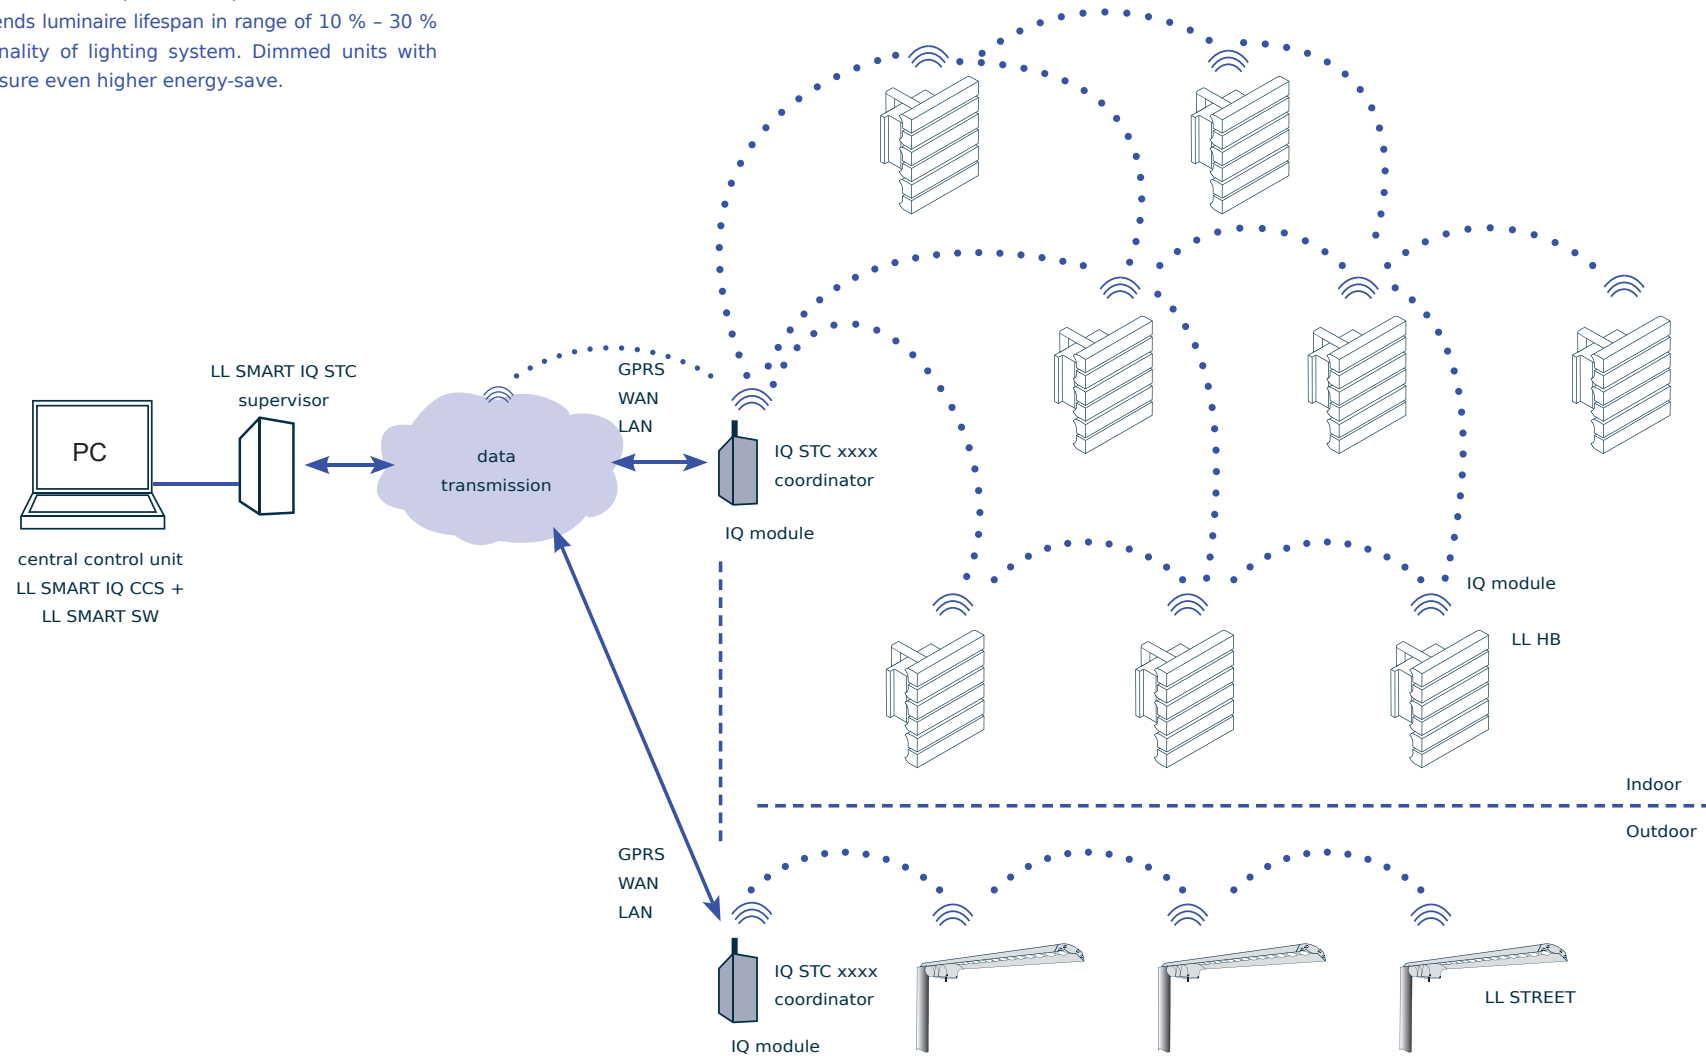 ends luminaire lifespan in range of 10 % – 30 %
nality of lighting system. Dimmed units with
sure even higher energy-save.
LL SMART IQ STC
supervisor
PC
central control unit
LL SMART IQ CCS +
LL SMART SW
data
transmission
GPRS
WAN
LAN
IQ STC xxxx
coordinator
IQ module
IQ module
LL HB
Indoor
Outdoor
GPRS
WAN
LAN
IQ STC xxxx
coordinator
IQ module
LL STREET